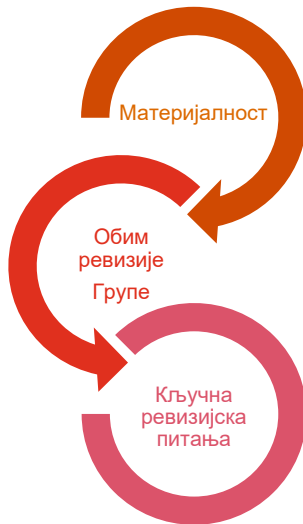 Материјалност
Обим
ревизије
Групе
Кључна
ревизијска
питања